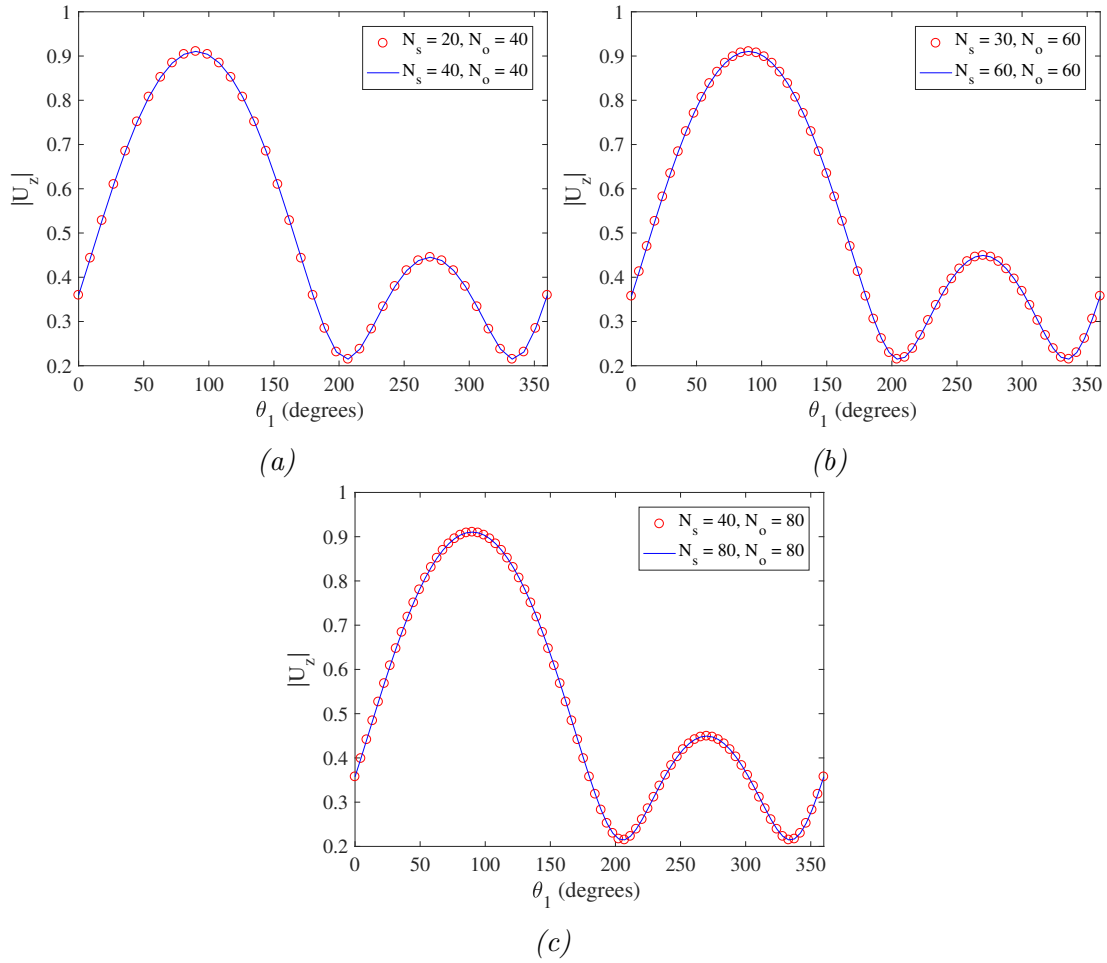 N_s = 20, N_o = 40
N_s = 40, N_o = 40
1
0.9
0.8
0.7
0.6
0.5
0.4
0.3
0.2
|U_z|
0 50 100 150 200 250 300 350
θ_1 (degrees)
(a)
N_s = 30, N_o = 60
N_s = 60, N_o = 60
1
0.9
0.8
0.7
0.6
0.5
0.4
0.3
0.2
|U_z|
0 50 100 150 200 250 300 350
θ_1 (degrees)
(b)
N_s = 40, N_o = 80
N_s = 80, N_o = 80
1
0.9
0.8
0.7
0.6
0.5
0.4
0.3
0.2
|U_z|
0 50 100 150 200 250 300 350
θ_1 (degrees)
(c)